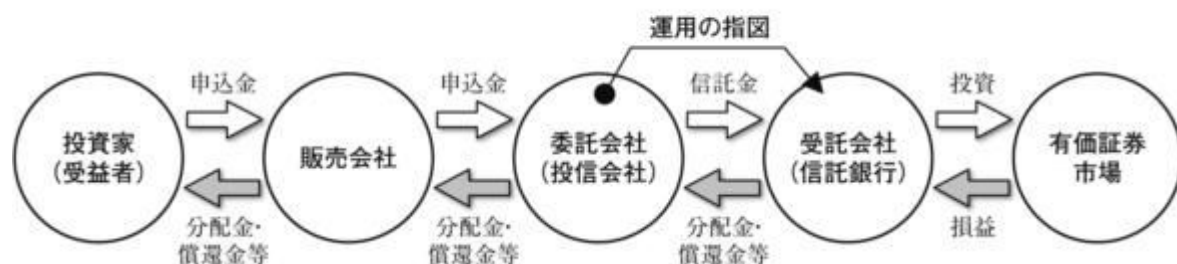 運用の指図
申込金
申込金
信託金
投資
投資家
(受益者)
販売会社
委託会社
(投信会社)
受託会社
(信託銀行)
有価証券
市場
分配金・
償還金等
分配金・
償還金等
分配金・
償還金等
損益